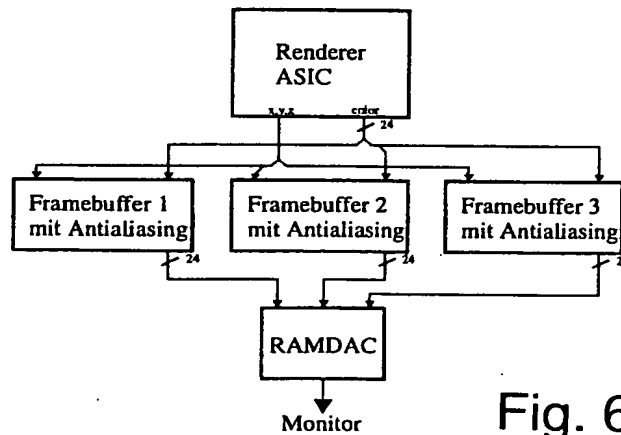 Renderer
ASIC
x,y,z color
24
Framebuffer 1
mit Antialiasing
Framebuffer 2
mit Antialiasing
Framebuffer 3
mit Antialiasing
24
24
2
RAMDAC
Monitor
Fig. 6